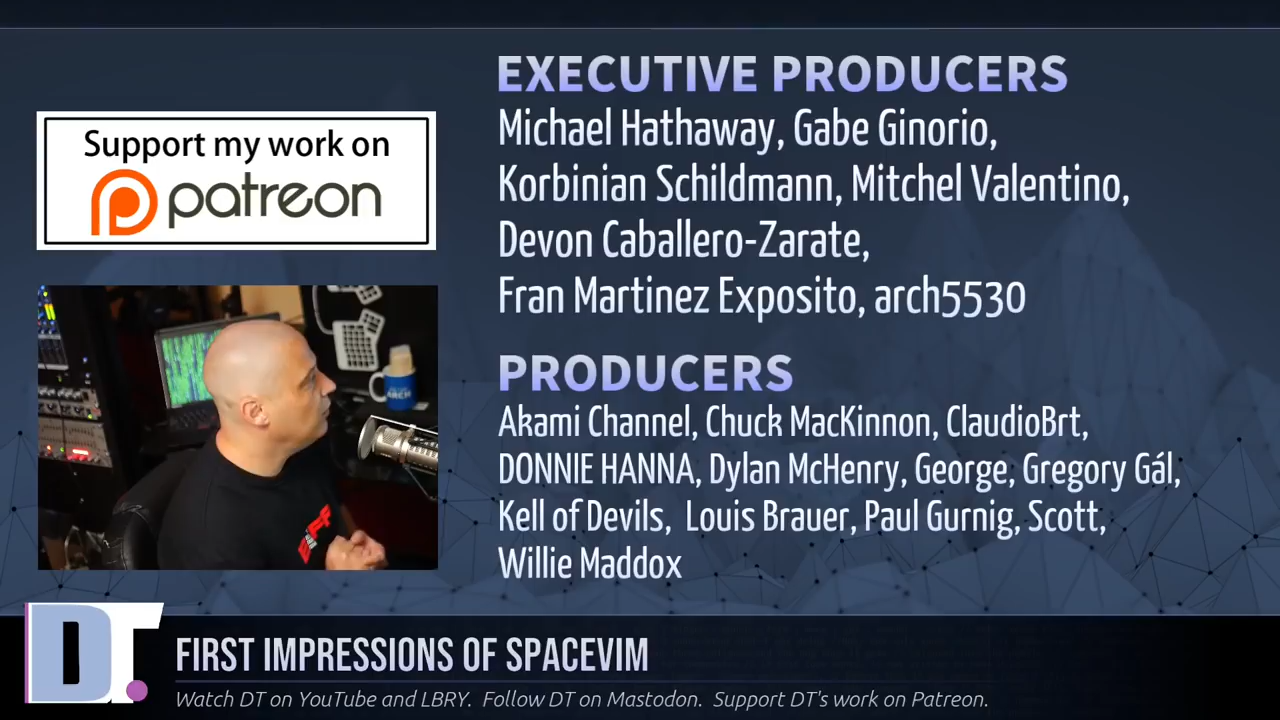 EXECUTIVE PRODUCERS
Michael Hathaway, Gabe Ginorio,
Korbinian Schildmann, Mitchel Valentino,
Devon Caballero-Zarate,
Fran Martinez Exposito, arch5530
Support my work on
patreon
PRODUCERS
Akami Channel, Chuck MacKinnon, ClaudioBrt,
DONNIE HANNA, Dylan McHenry, George, Gregory Gál,
Kell of Devils, Louis Brauer, Paul Gurnig, Scott,
Willie Maddox
ARCH
DT.
FIRST IMPRESSIONS OF SPACEVIM
Watch DT on YouTube and LBRY. Follow DT on Mastodon. Support DT's work on Patreon.